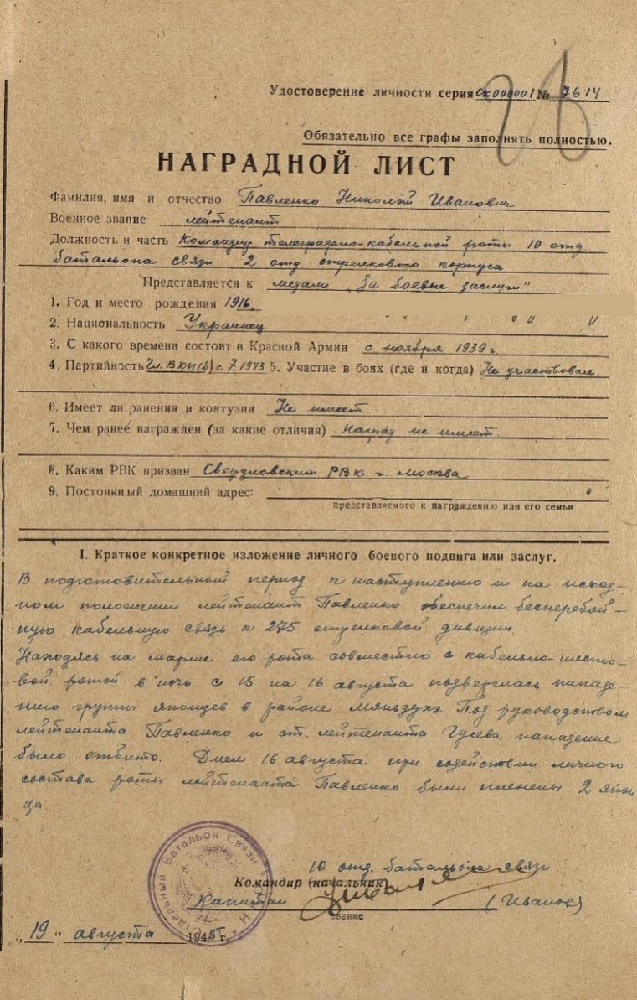 Удостоверение личности серия ск 000001 № 7614
26
Обязательно все графы заполнять полностью.
НАГРАДНОЙ ЛИСТ
Фамилия, имя и отчество Павленко Николай Иванович
Военное звание лейтенант
Должность и часть Командир телеграфно-кабельной роты 10 отд.
батальона связи 2 отд стрелкового корпуса
Представляется к медали „За боевые заслуги".
1. Год и место рождения 1916.
2. Национальность Украинец
3. С какого времени состоит в Красной Армии с ноября 1939 г.
4. Партийность Чл. ВКП(б) с 7.1943 5. Участие в боях (где и когда) Не участвовал.
6. Имеет ли ранения и контузии Не имеет
7. Чем ранее награжден (за какие отличия) Наград не имеет.
8. Каким РВК призван Свердловским РВК г. Москва
9. Постоянный домашний адрес:
представляемого к награждению или его семьи
I. Краткое конкретное изложение личного боевого подвига или заслуг.
В подготовительный период к наступлению и на исход-
ном положении лейтенант Павленко обеспечил бесперебой-
ную кабельную связь к 275 стрелковой дивизии.
Находясь на марше его рота совместно с кабельно-шесто-
вой ротой в ночь с 15 на 16 августа подверглась нападе-
нию группы японцев в районе Мяньдухэ. Под руководством
лейтенанта Павленко и ст. лейтенанта Гусева нападение
было отбито. Днем 16 августа при содействии личного
состава роты лейтенанта Павленко были пленены 2 япон
ца.
10 отд. батальона связи
Командир (начальник)
Капитан (Иванов)
звание
„19" августа 1945 г.
Отдельный Батальон Связи